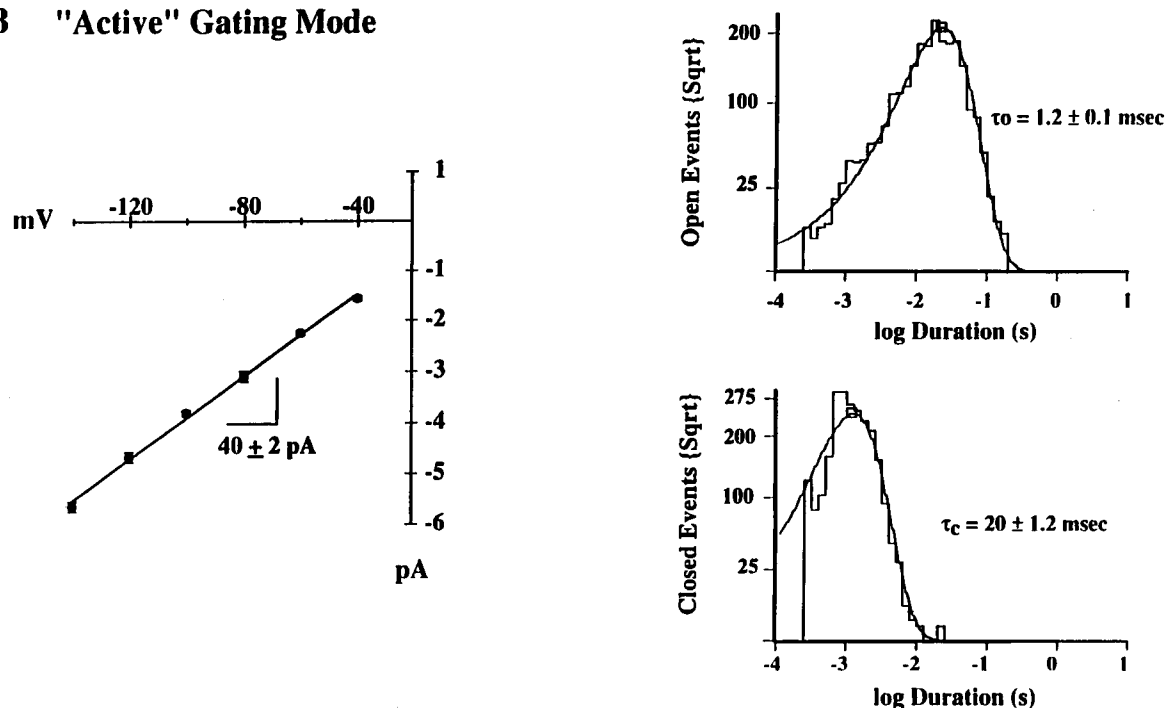 B "Active" Gating Mode
mV
-120
-80
-40
1
-1
-2
-3
-4
-5
-6
pA
40 ± 2 pA
Open Events {Sqrt}
200
100
25
τo = 1.2 ± 0.1 msec
-4 -3 -2 -1 0 1
log Duration (s)
Closed Events {Sqrt}
275
200
100
25
τc = 20 ± 1.2 msec
-4 -3 -2 -1 0 1
log Duration (s)